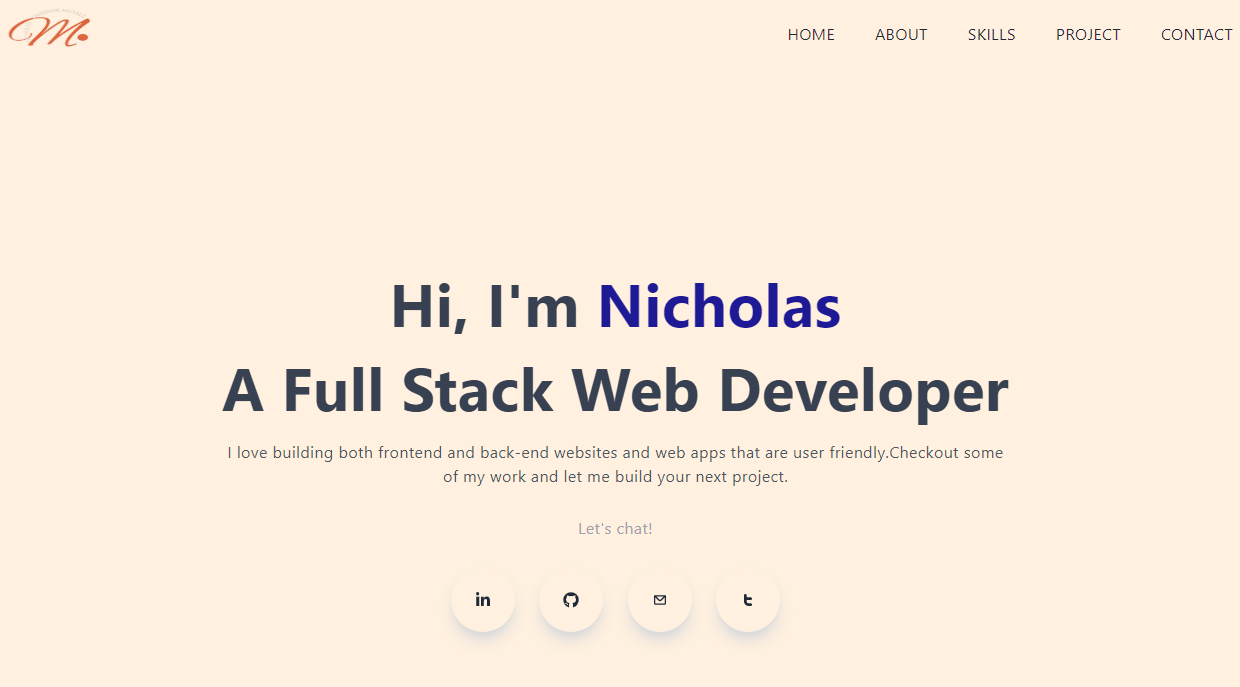 M.
HOME ABOUT SKILLS PROJECT CONTACT
Hi, I'm Nicholas
A Full Stack Web Developer
I love building both frontend and back-end websites and web apps that are user friendly.Checkout some
of my work and let me build your next project.
Let's chat!
in t